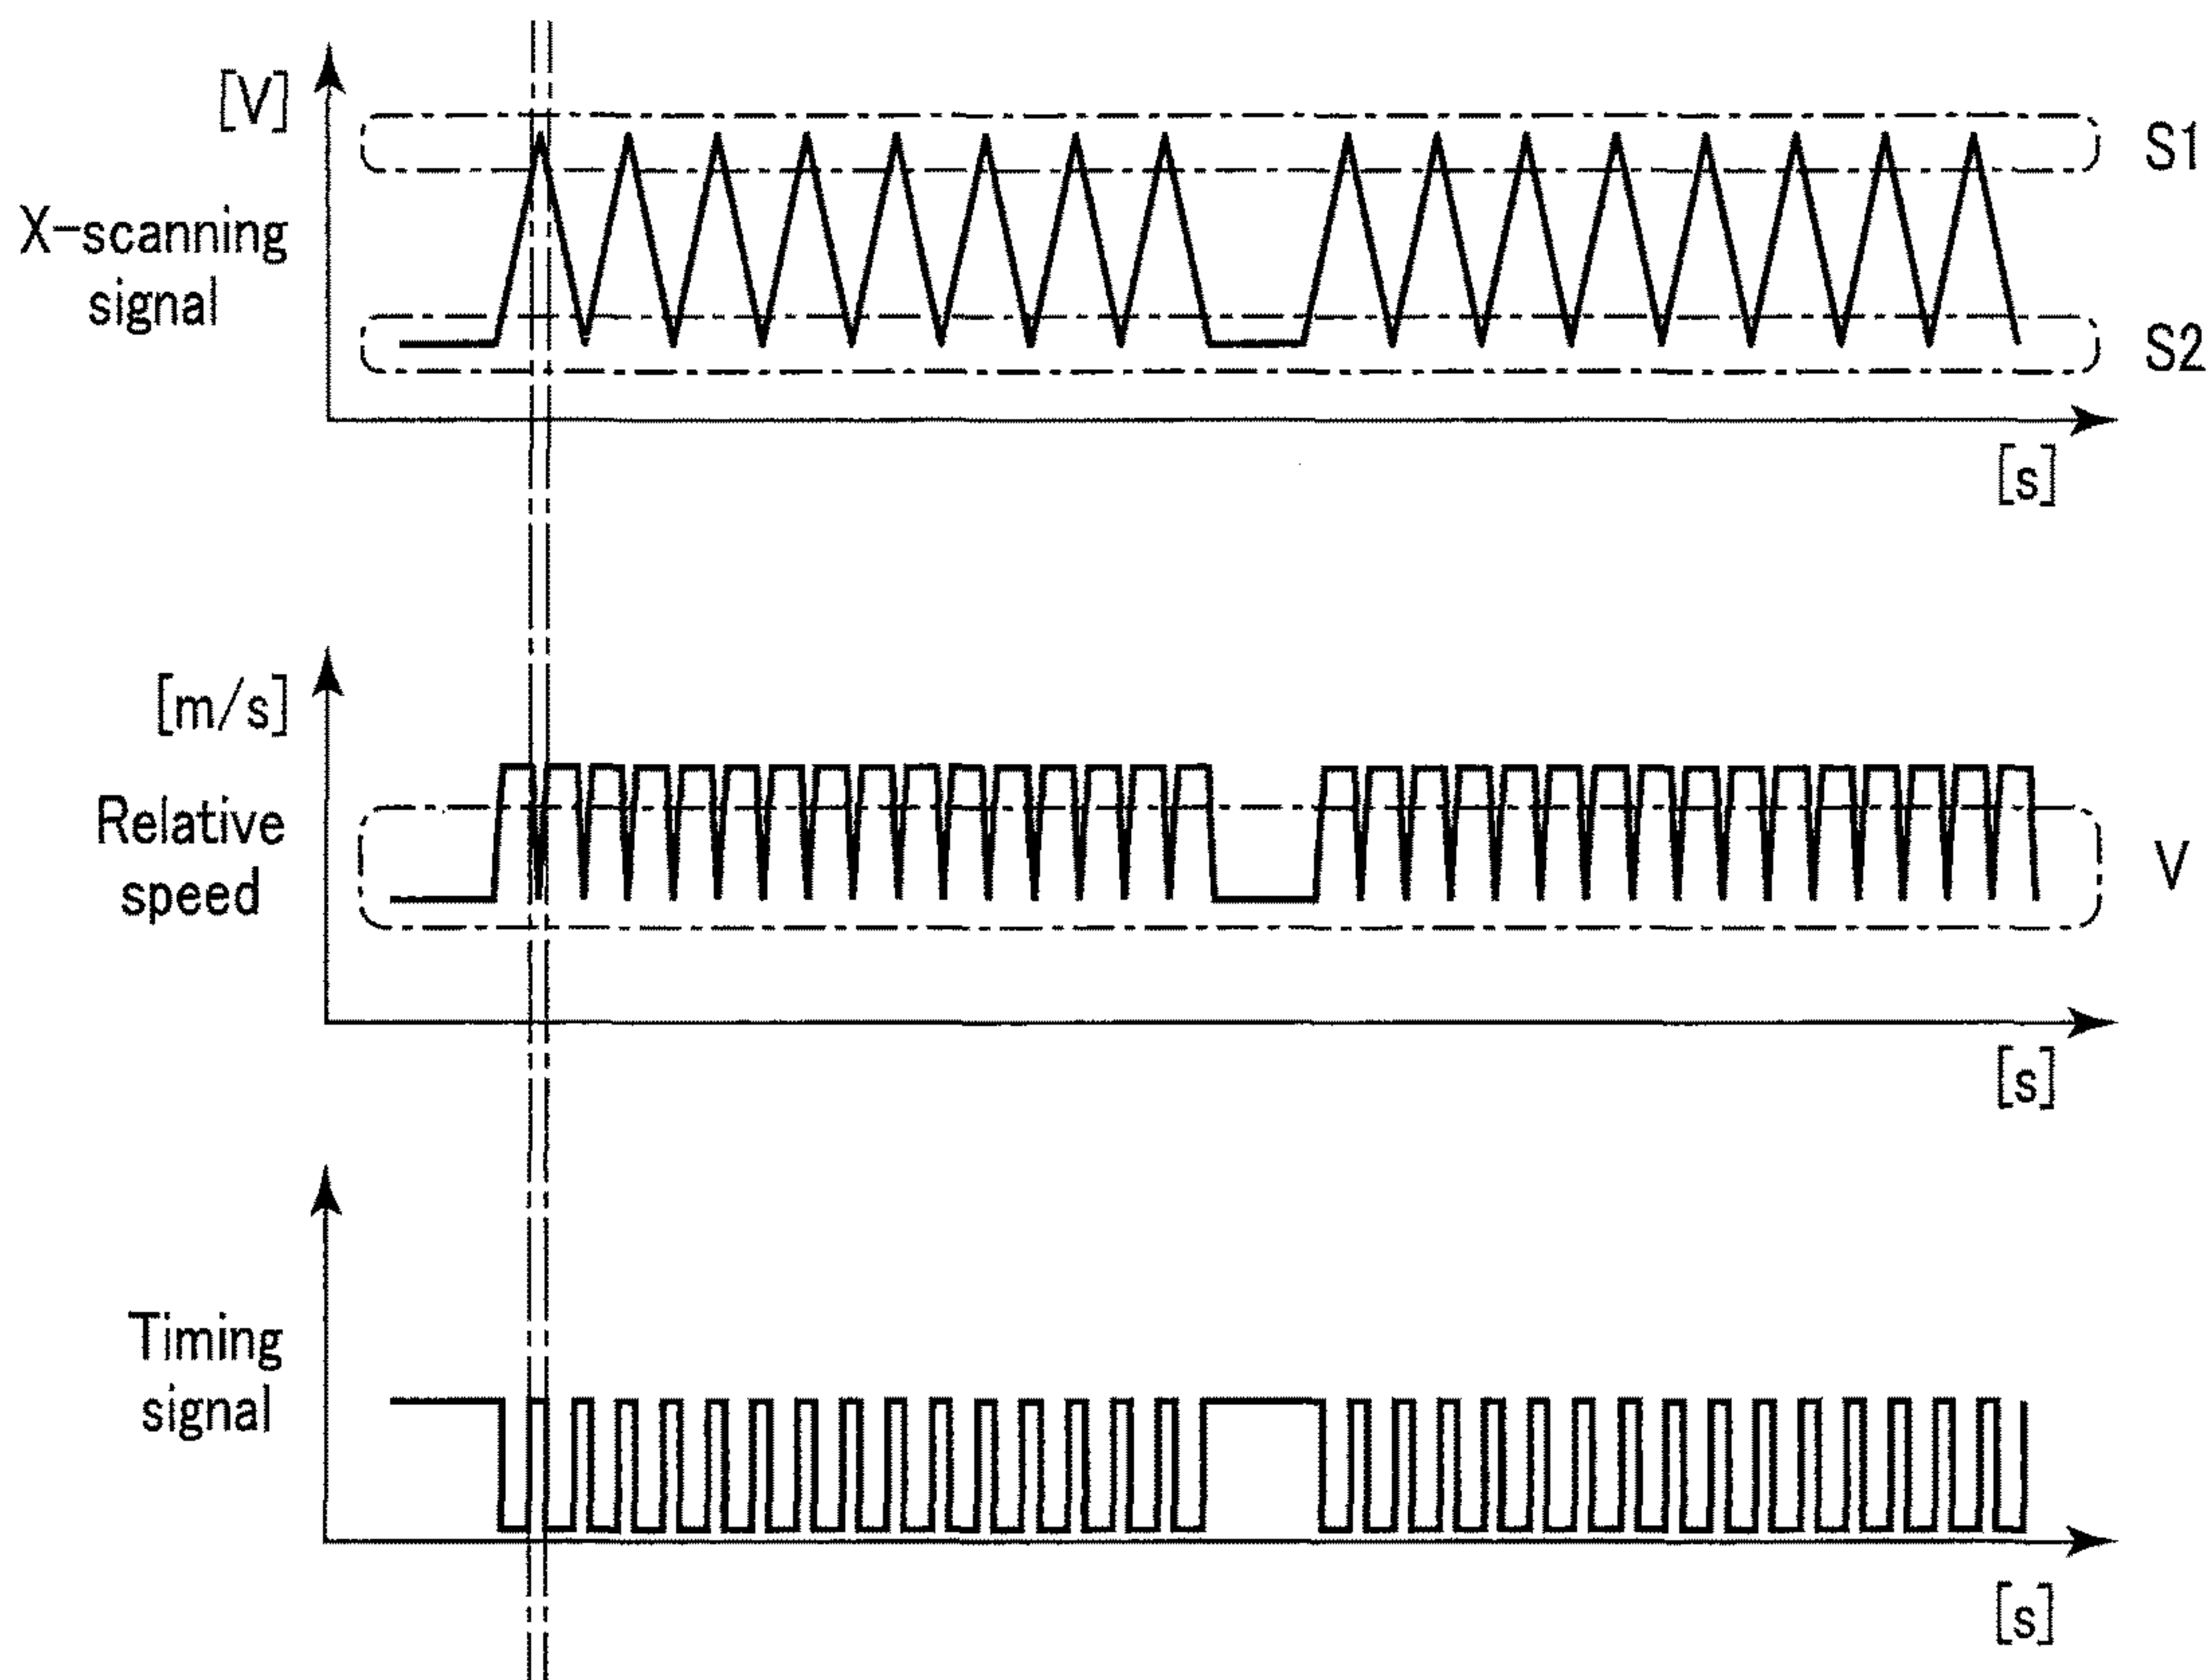 [V]
S1
X-scanning
signal
S2
[s]
[m/s]
Relative
speed
V
[s]
Timing
signal
[s]